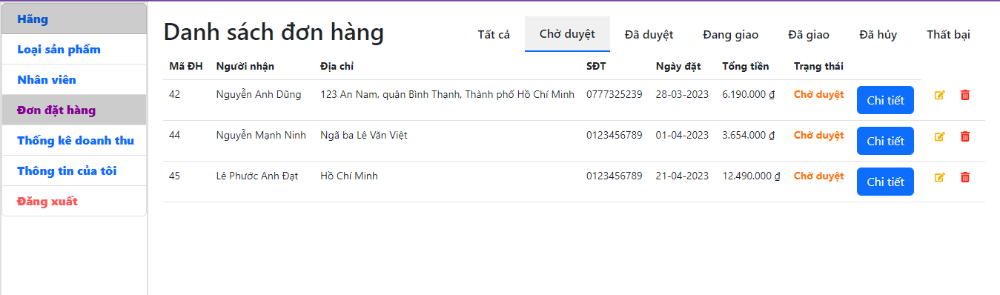 Hãng
Loại sản phẩm
Nhân viên
Đơn đặt hàng
Thống kê doanh thu
Thông tin của tôi
Đăng xuất
Danh sách đơn hàng
Tất cả Chờ duyệt Đã duyệt Đang giao Đã giao Đã hủy Thất bại
Mã ĐH Người nhận Địa chỉ SĐT Ngày đặt Tổng tiền Trạng thái
42 Nguyễn Anh Dũng 123 An Nam, quận Bình Thạnh, Thành phố Hồ Chí Minh 0777325239 28-03-2023 6.190.000 ₫ Chờ duyệt Chi tiết
44 Nguyễn Mạnh Ninh Ngã ba Lê Văn Việt 0123456789 01-04-2023 3.654.000 ₫ Chờ duyệt Chi tiết
45 Lê Phước Anh Đạt Hồ Chí Minh 0123456789 21-04-2023 12.490.000 ₫ Chờ duyệt Chi tiết